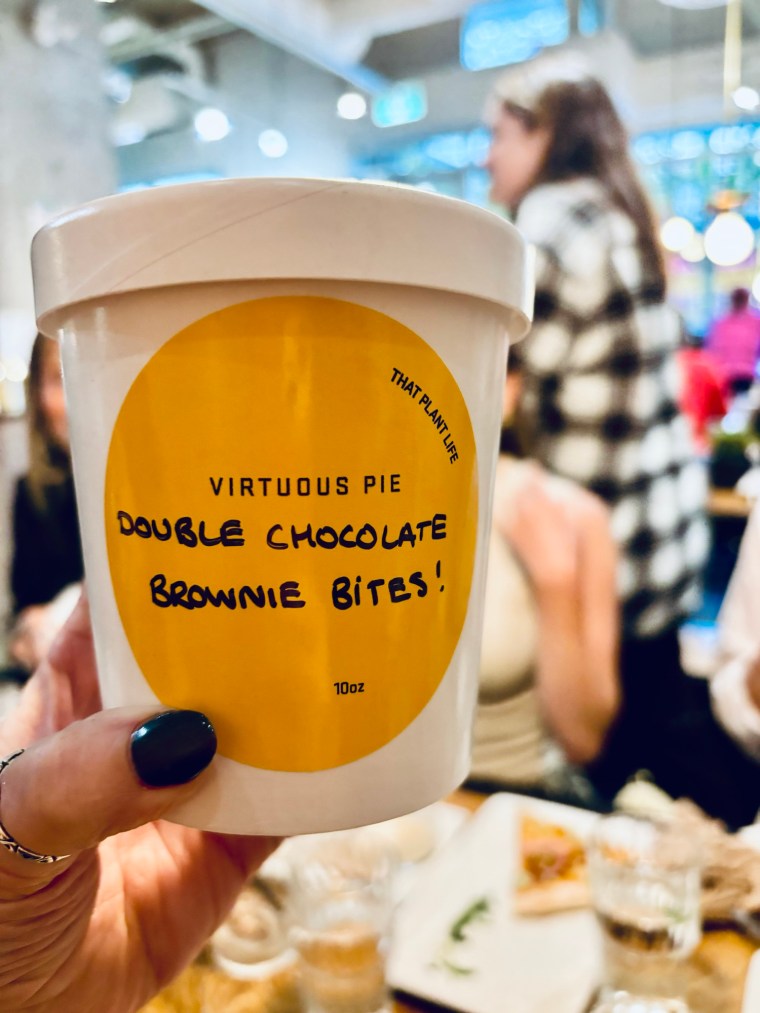 THAT PLANT LIFE
VIRTUOUS PIE
DOUBLE CHOCOLATE
BROWNIE BITES!
10oz